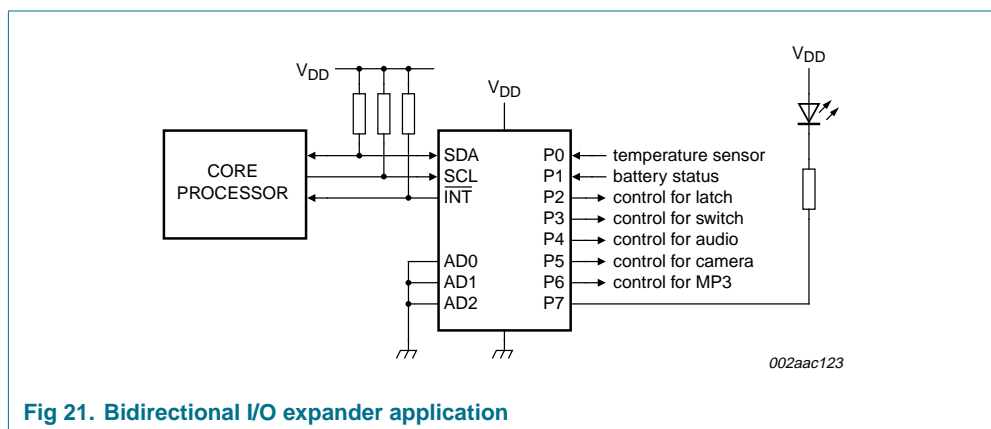 VDD
VDD
VDD
CORE
PROCESSOR
SDA
SCL
INT
AD0
AD1
AD2
P0
P1
P2
P3
P4
P5
P6
P7
temperature sensor
battery status
control for latch
control for switch
control for audio
control for camera
control for MP3
002aac123
Fig 21. Bidirectional I/O expander application